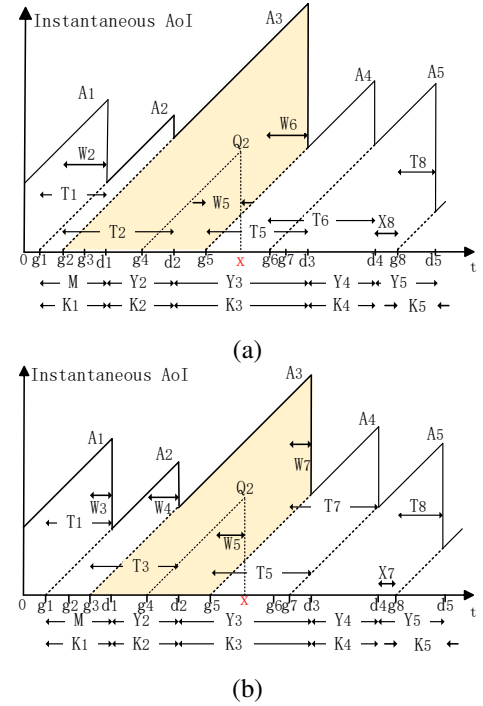 Instantaneous AoI
A3
A1
A2
A4
A5
Q2
W2
W6
T1
W5
T8
T2
T5
T6
X8
0 g1 g2 g3 d1 g4 d2 g5 x g6 g7 d3 d4 g8 d5 t
M Y2 Y3 Y4 Y5
K1 K2 K3 K4 K5
(a)
Instantaneous AoI
A3
A1
A2
A4
A5
W7
Q2
W3
W4
T1
W5
T7
T8
T3
T5
X7
0 g1 g2 g3 d1 g4 d2 g5 x g6 g7 d3 d4 g8 d5 t
M Y2 Y3 Y4 Y5
K1 K2 K3 K4 K5
(b)